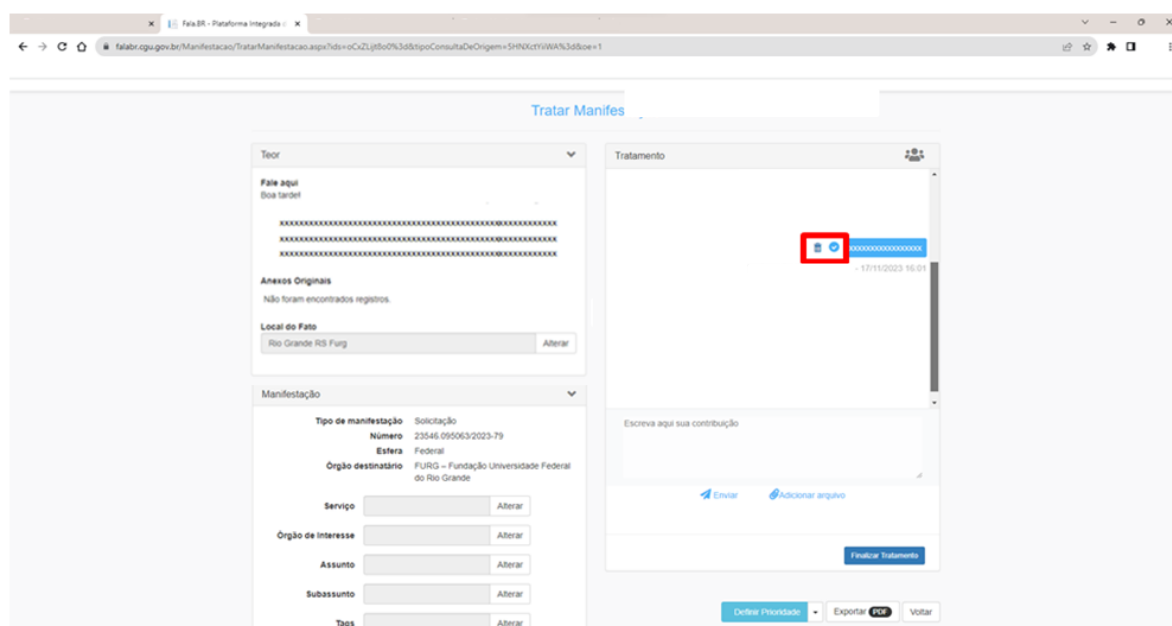 Fala.BR - Plataforma Integrada d
falabr.cgu.gov.br/Manifestacao/TratarManifestacao.aspx?ids=oCxZLjt8o0%3d&tipoConsultaDeOrigem=5HNXctYiiWA%3d&oe=1
Tratar Manifes
Teor
Fale aqui
Boa tarde!
Anexos Originais
Não foram encontrados registros.
Local do Fato
Rio Grande RS Furg
Alterar
Manifestação
Tipo de manifestação Solicitação
Número 23546.095063/2023-79
Esfera Federal
Órgão destinatário FURG – Fundação Universidade Federal
do Rio Grande
Serviço Alterar
Órgão de Interesse Alterar
Assunto Alterar
Subassunto Alterar
Tags Alterar
Tratamento
- 17/11/2023 16:01
Escreva aqui sua contribuição
Enviar Adicionar arquivo
Finalizar Tratamento
Definir Prioridade Exportar PDF Voltar